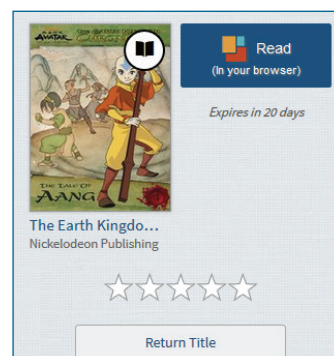 AVATAR
THE TALE OF
AANG
Read
(In your browser)
Expires in 20 days
The Earth Kingdo...
Nickelodeon Publishing
Return Title